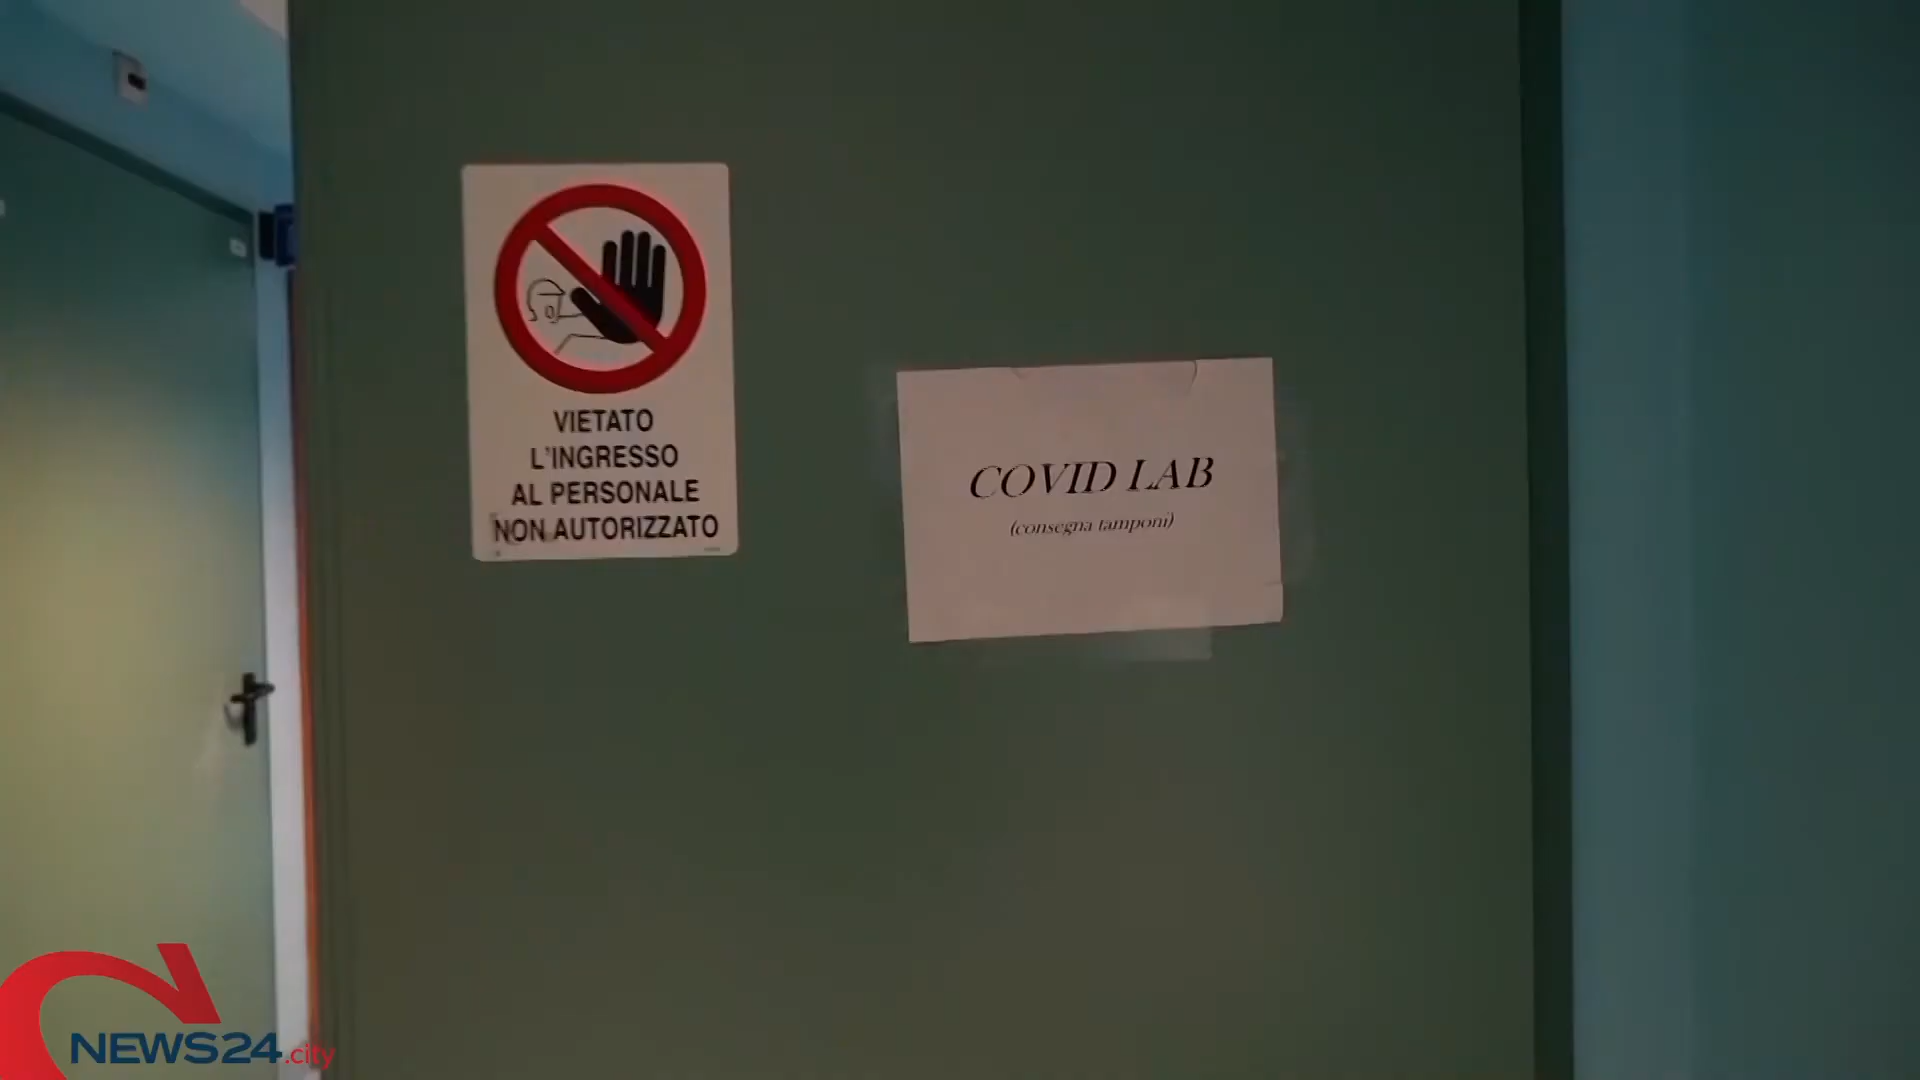 VIETATO
L'INGRESSO
AL PERSONALE
NON AUTORIZZATO
COVID LAB
(consegna tamponi)
NEWS24.city